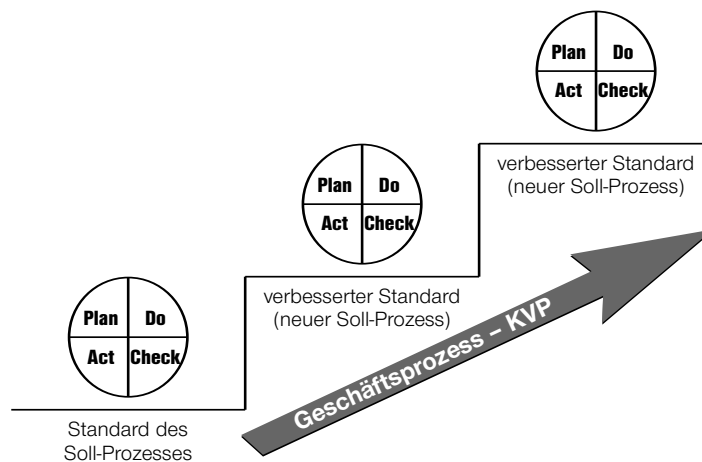 Plan Do
Act Check
verbesserter Standard
(neuer Soll-Prozess)
Plan Do
Act Check
verbesserter Standard
(neuer Soll-Prozess)
Plan Do
Act Check
Standard des
Soll-Prozesses
Geschäftsprozess – KVP